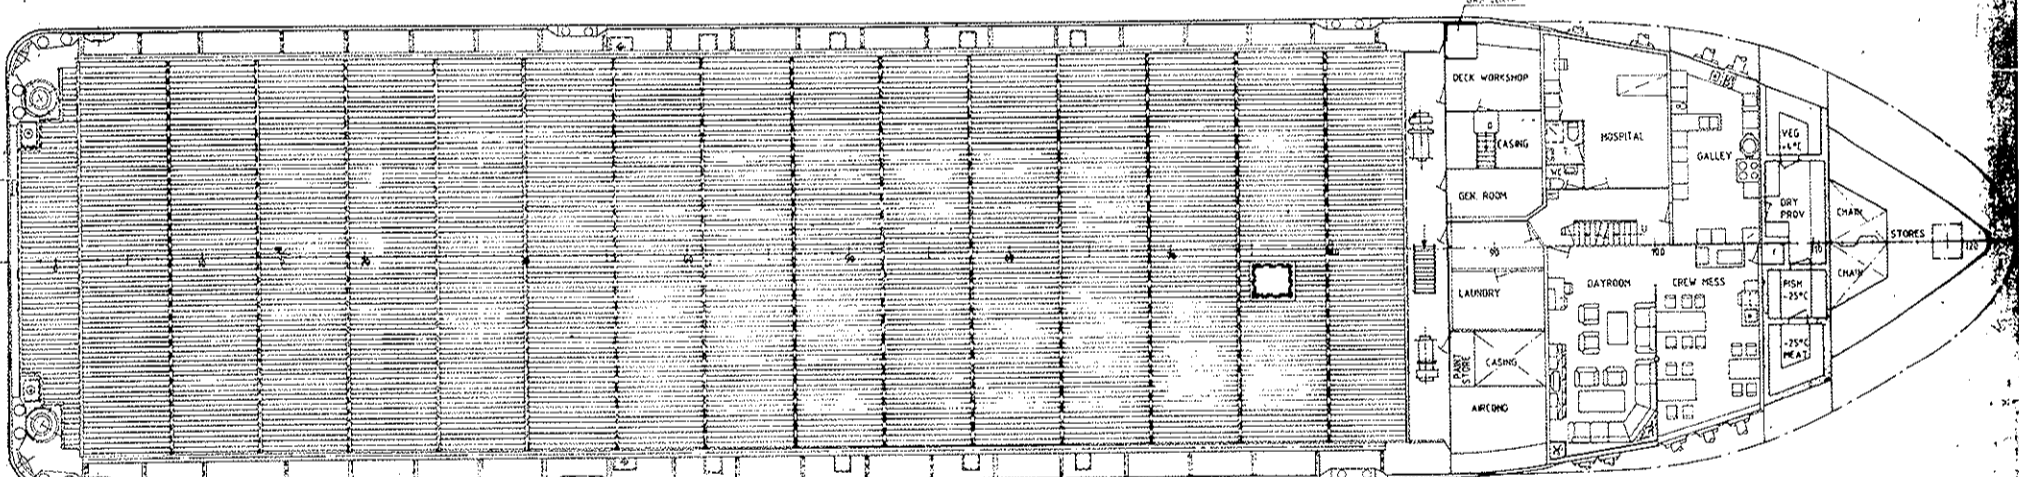 DECK WORKSHOP
CASING
GEN. ROOM
LAUNDRY
PAINT
STORE
CASING
AIRCOND
HOSPITAL
WC
GALLEY
DAYROOM
CREW MESS
VEG
+4°C
DRY
PROV
FISH
-25°C
-25°C
MEAT
CHAIN
CHAIN
STORES
90
100
110
120